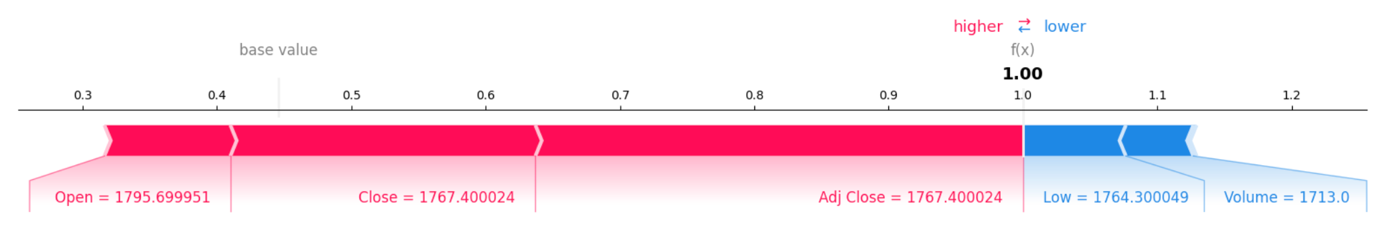 higher ⇄ lower
base value f(x)
1.00
0.3 0.4 0.5 0.6 0.7 0.8 0.9 1.0 1.1 1.2
Open = 1795.699951 Close = 1767.400024 Adj Close = 1767.400024 Low = 1764.300049 Volume = 1713.0